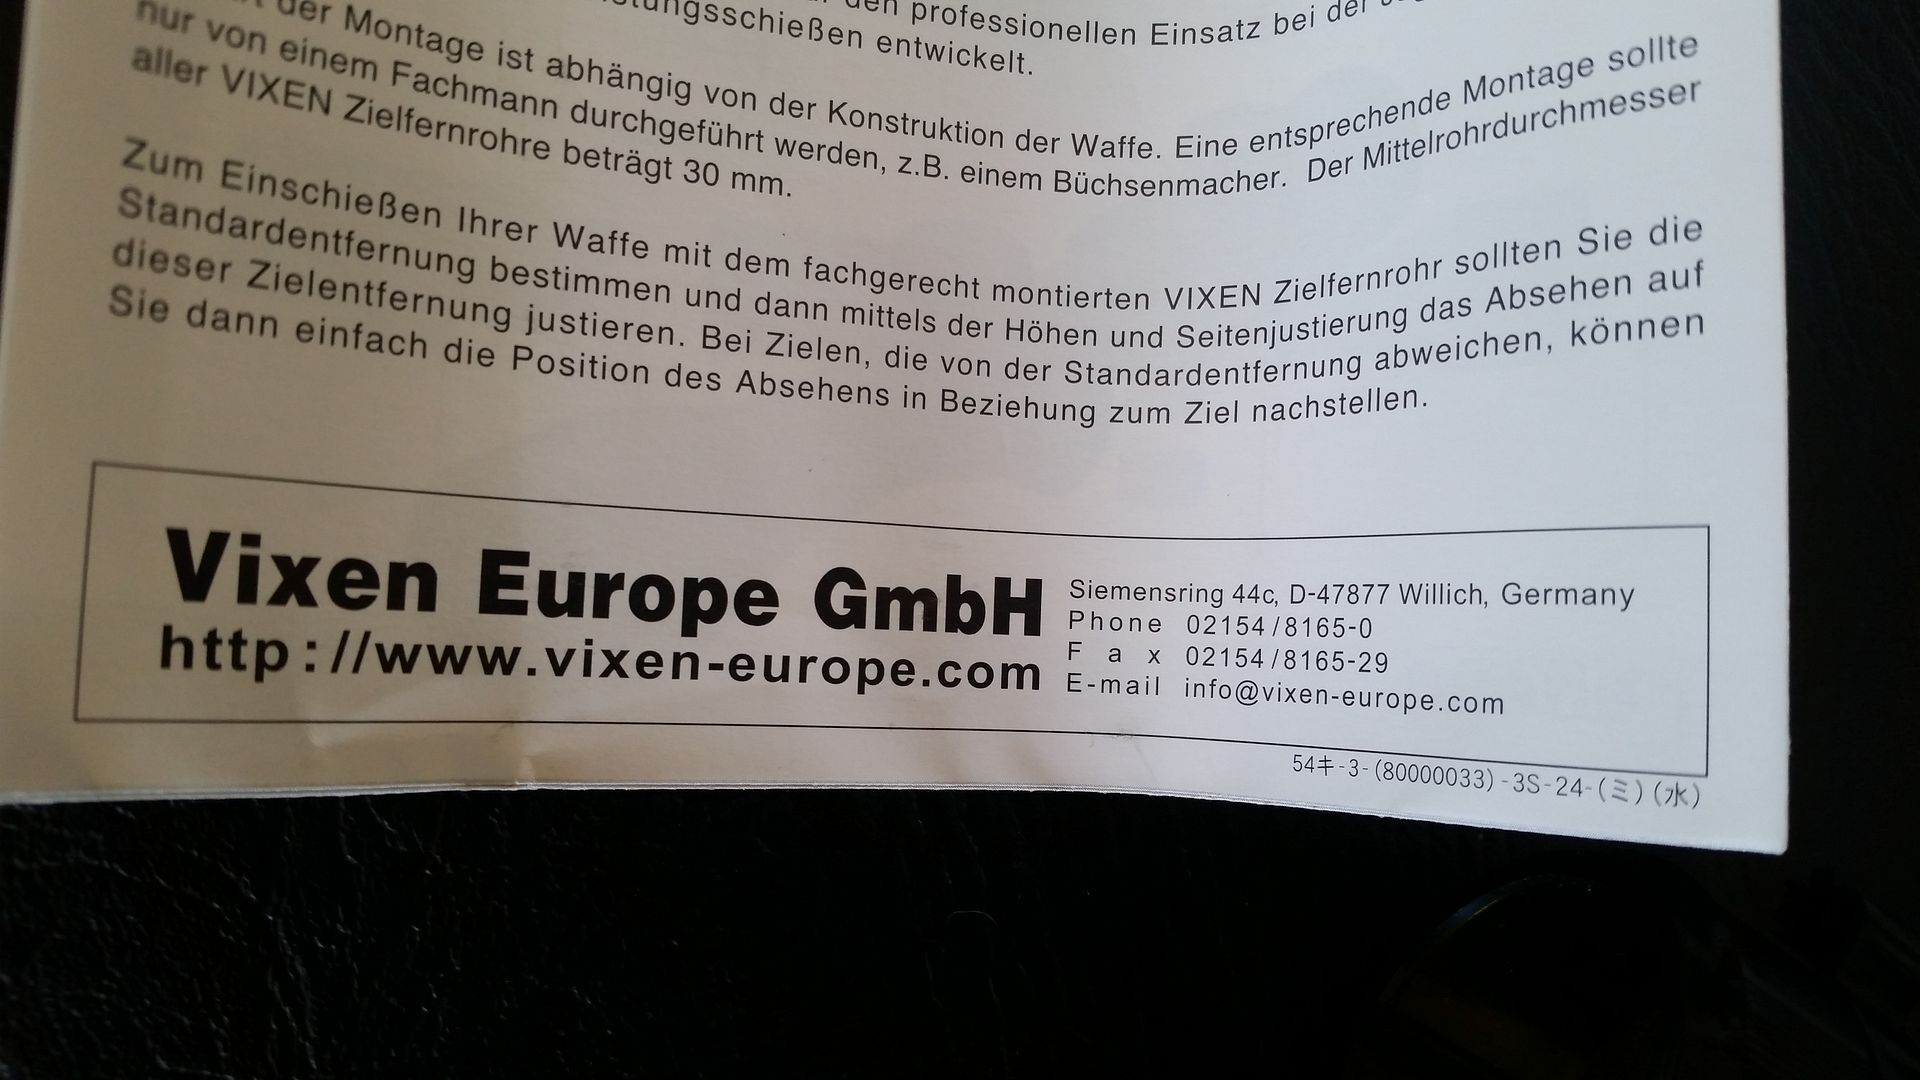 den professionellen Einsatz bei der
entwickelt.
der Montage ist abhängig von der Konstruktion der Waffe. Eine entsprechende Montage sollte
nur von einem Fachmann durchgeführt werden, z.B. einem Büchsenmacher. Der Mittelrohrdurchmesser
aller VIXEN Zielfernrohre beträgt 30 mm.
Zum Einschießen Ihrer Waffe mit dem fachgerecht montierten VIXEN Zielfernrohr sollten Sie die
Standardentfernung bestimmen und dann mittels der Höhen und Seitenjustierung das Absehen auf
dieser Zielentfernung justieren. Bei Zielen, die von der Standardentfernung abweichen, können
Sie dann einfach die Position des Absehens in Beziehung zum Ziel nachstellen.
Vixen Europe GmbH
http://www.vixen-europe.com
Siemensring 44c, D-47877 Willich, Germany
Phone 02154/8165-0
Fax 02154/8165-29
E-mail info@vixen-europe.com
54キ-3-(80000033)-3S-24-(ミ)(水)